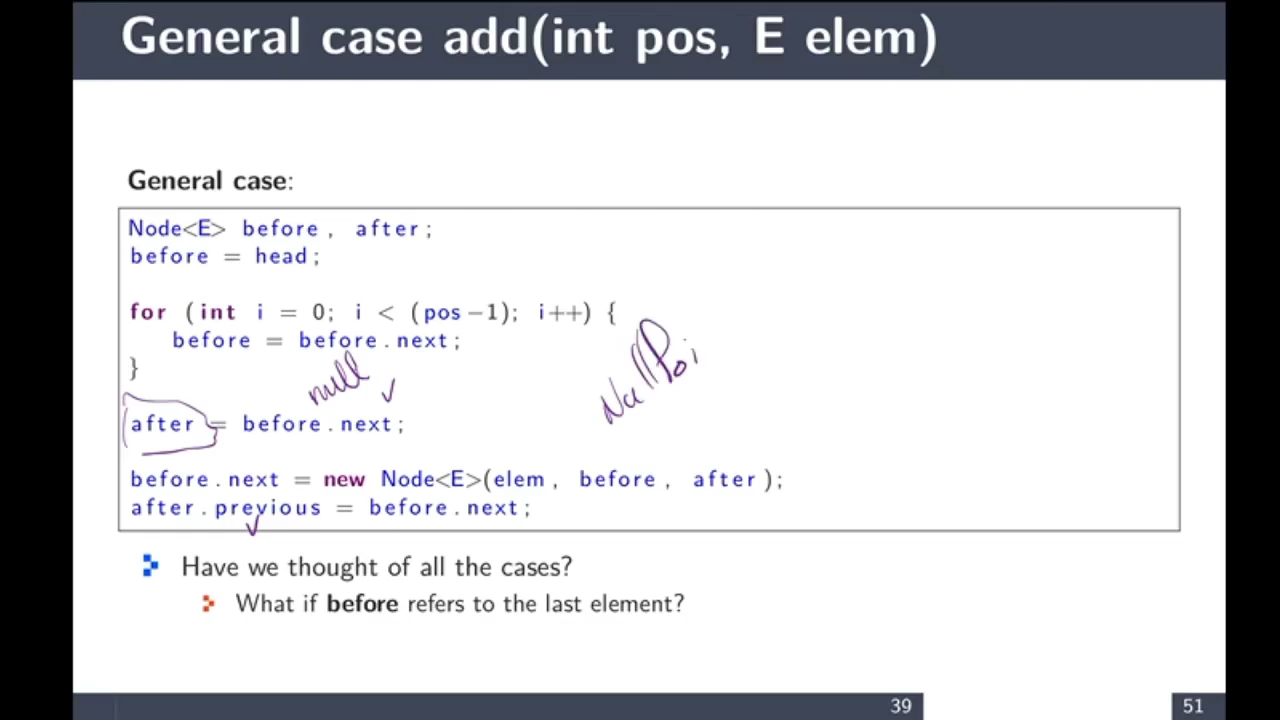 General case add(int pos, E elem)
General case:
Node<E> before, after;
before = head;
for (int i = 0; i < (pos-1); i++) {
before = before.next;
}
null
NullPoi
after = before.next;
before.next = new Node<E>(elem, before, after);
after.previous = before.next;
Have we thought of all the cases?
What if before refers to the last element?
39
51